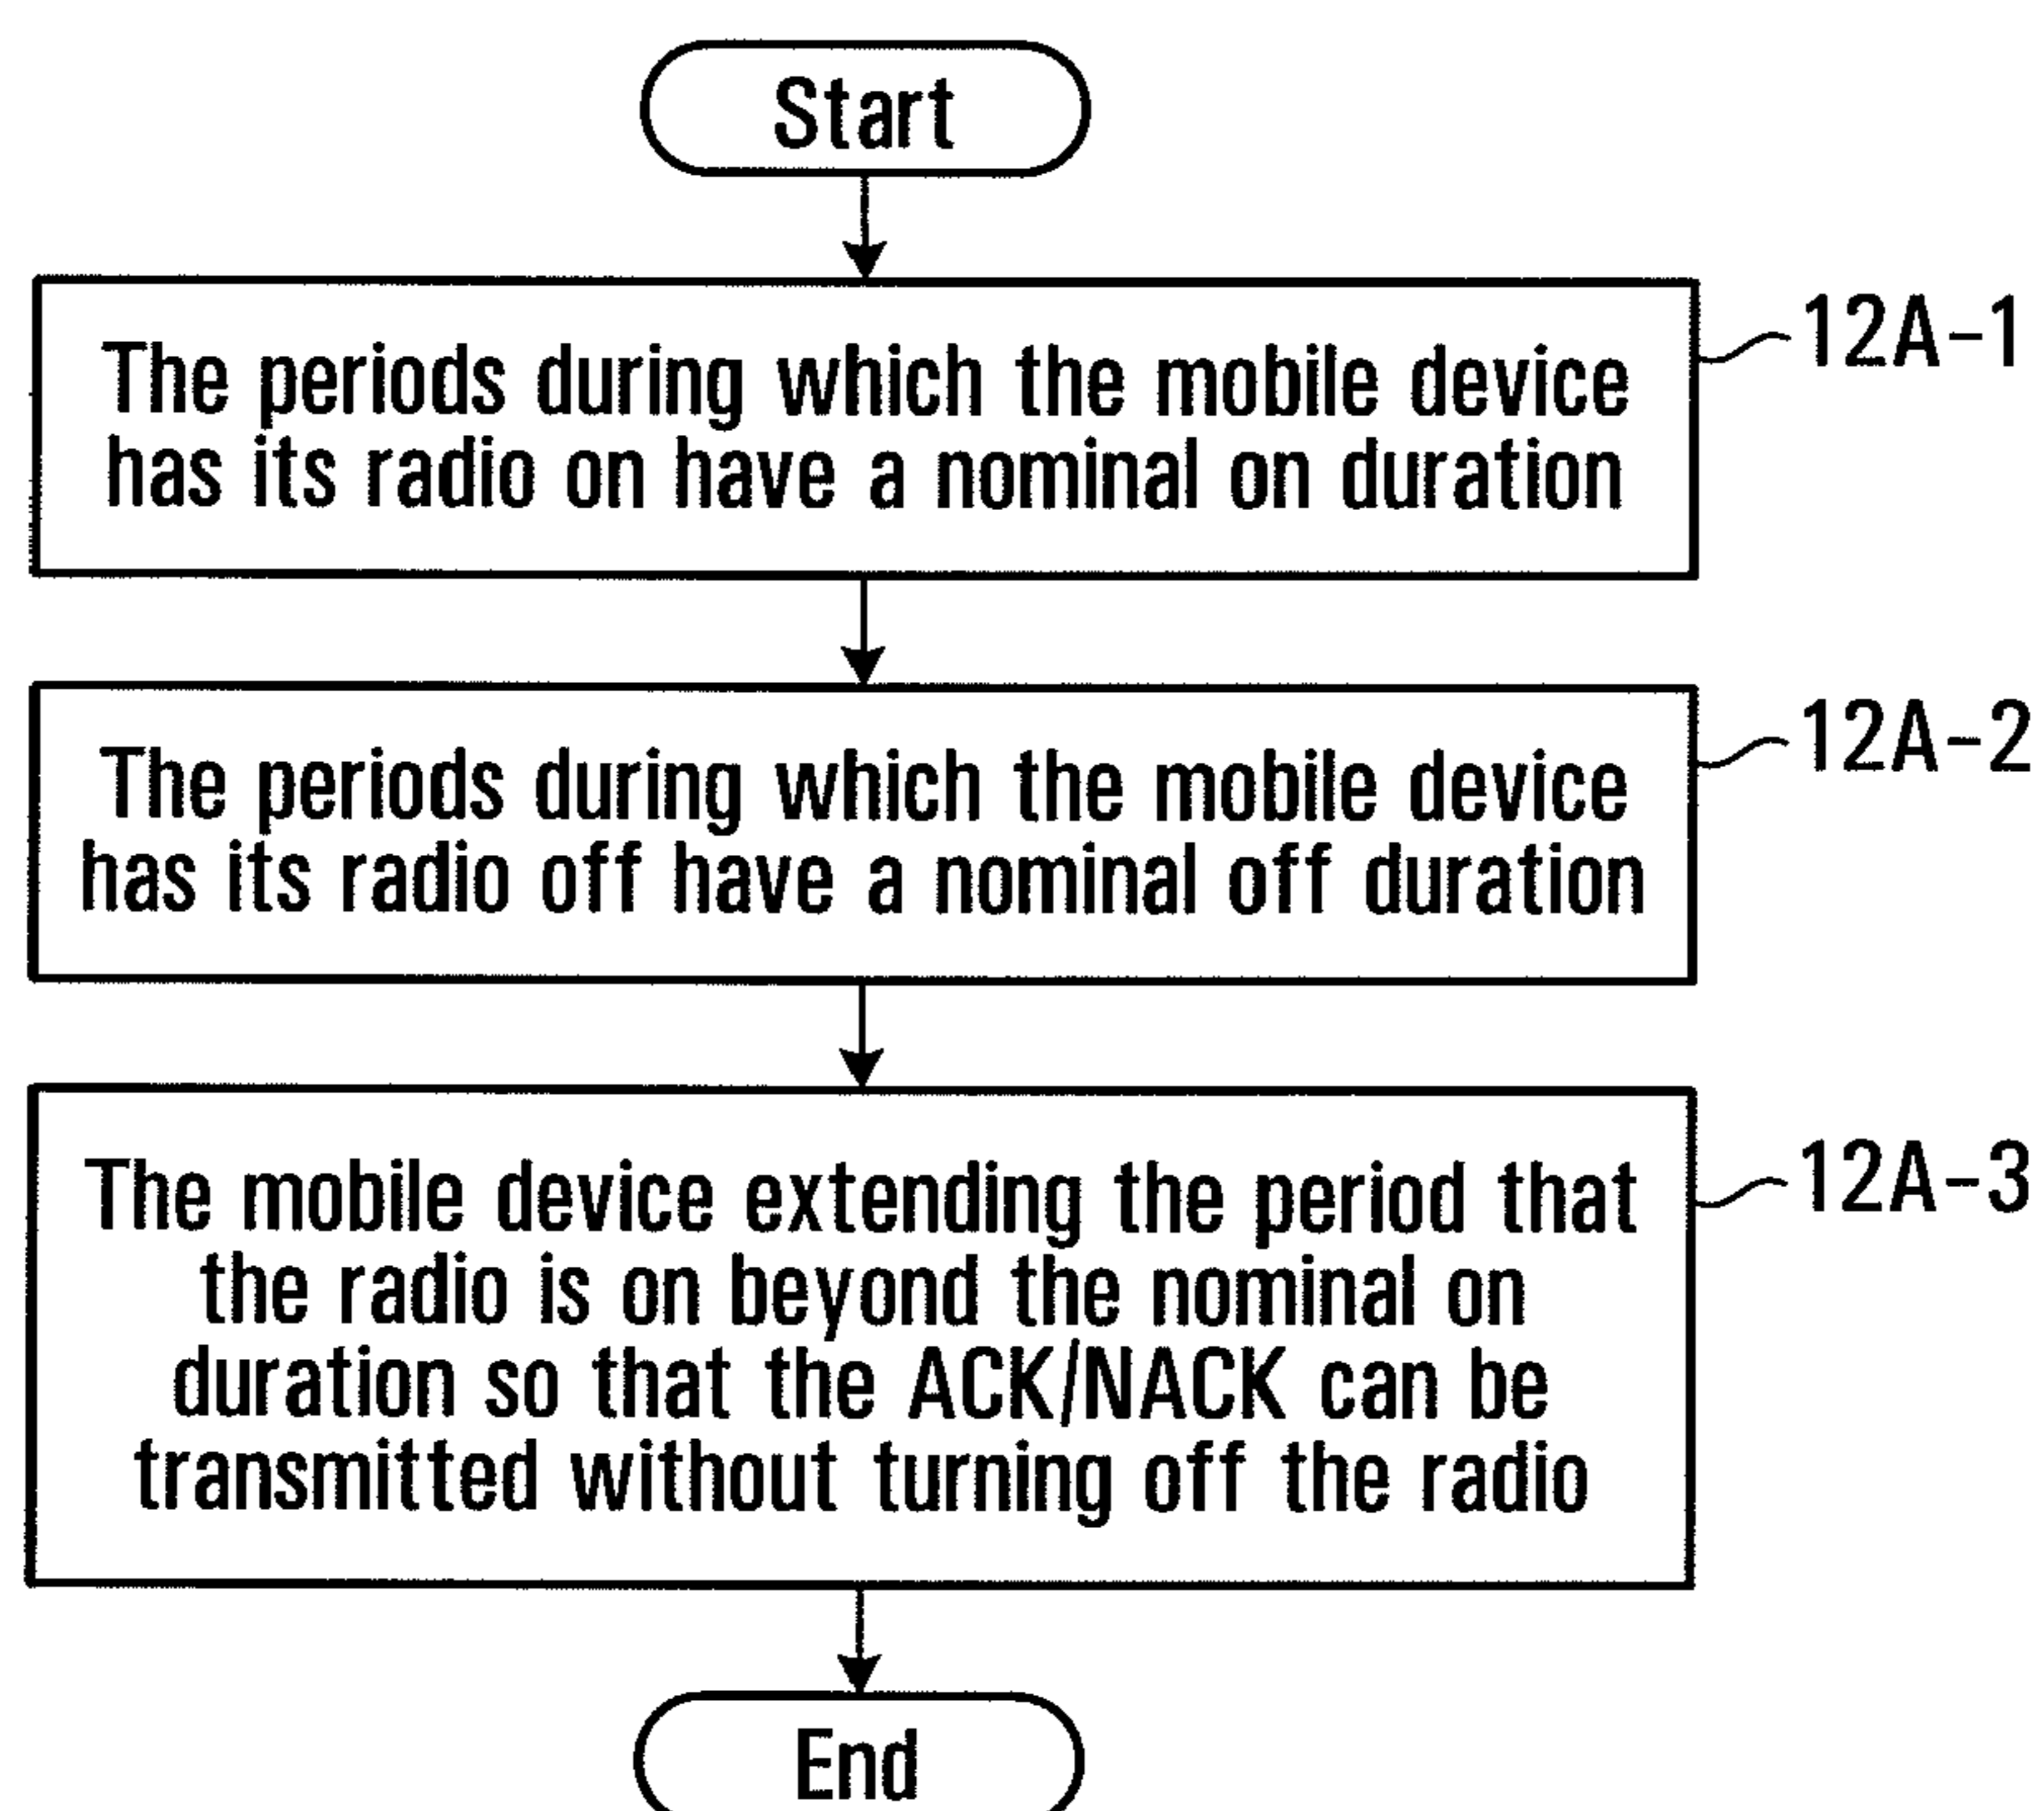 Start
The periods during which the mobile device
has its radio on have a nominal on duration
12A-1
The periods during which the mobile device
has its radio off have a nominal off duration
12A-2
The mobile device extending the period that
the radio is on beyond the nominal on
duration so that the ACK/NACK can be
transmitted without turning off the radio
12A-3
End